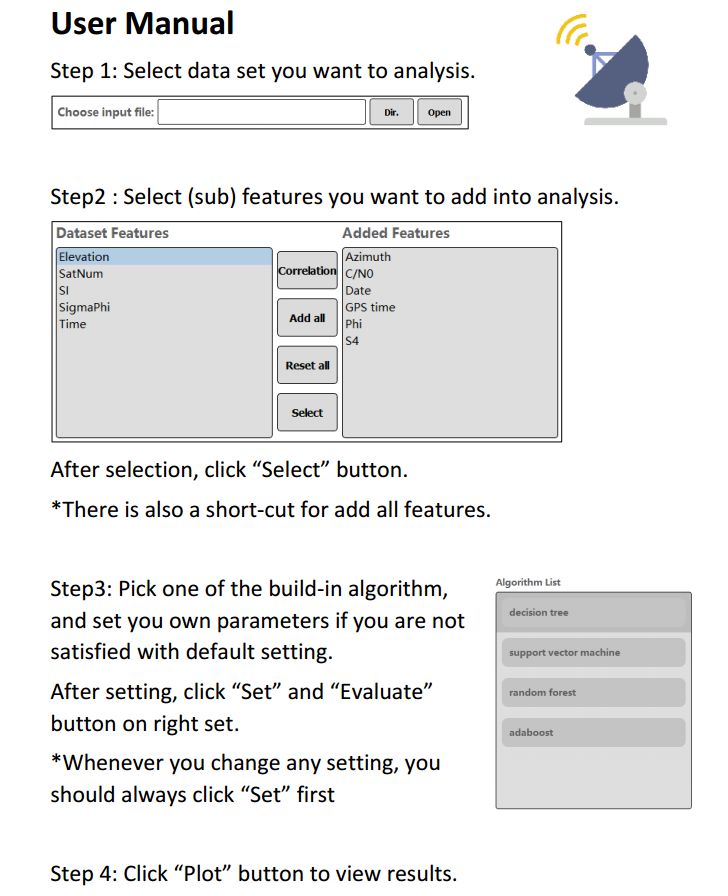 User Manual
Step 1: Select data set you want to analysis.
Choose input file:
Dir.
Open
Step2 : Select (sub) features you want to add into analysis.
Dataset Features
Added Features
Elevation
SatNum
SI
SigmaPhi
Time
Correlation
Add all
Reset all
Select
Azimuth
C/N0
Date
GPS time
Phi
S4
After selection, click “Select” button.
*There is also a short-cut for add all features.
Step3: Pick one of the build-in algorithm,
and set you own parameters if you are not
satisfied with default setting.
After setting, click “Set” and “Evaluate”
button on right set.
*Whenever you change any setting, you
should always click “Set” first
Algorithm List
decision tree
support vector machine
random forest
adaboost
Step 4: Click “Plot” button to view results.